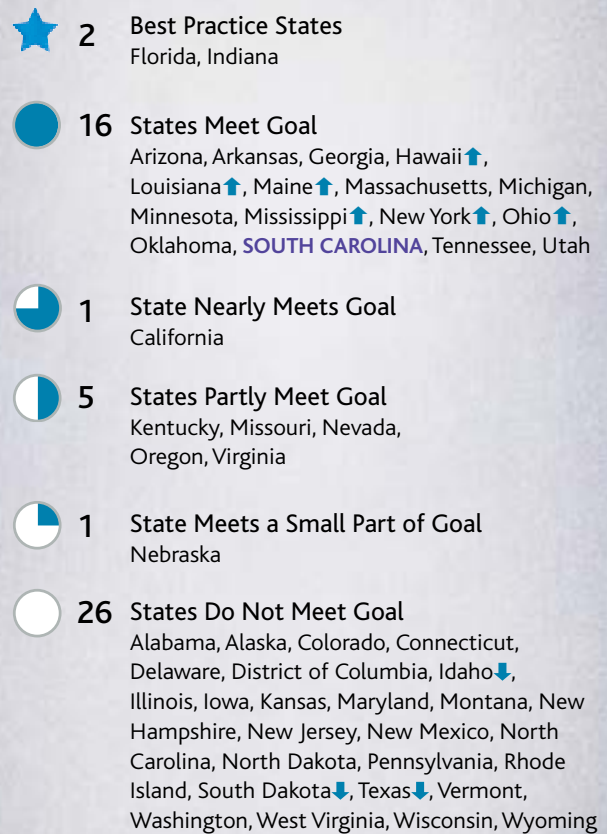 2 Best Practice States
Florida, Indiana
16 States Meet Goal
Arizona, Arkansas, Georgia, Hawaii⬆,
Louisiana⬆, Maine⬆, Massachusetts, Michigan,
Minnesota, Mississippi⬆, New York⬆, Ohio⬆,
Oklahoma, SOUTH CAROLINA, Tennessee, Utah
1 State Nearly Meets Goal
California
5 States Partly Meet Goal
Kentucky, Missouri, Nevada,
Oregon, Virginia
1 State Meets a Small Part of Goal
Nebraska
26 States Do Not Meet Goal
Alabama, Alaska, Colorado, Connecticut,
Delaware, District of Columbia, Idaho⬇,
Illinois, Iowa, Kansas, Maryland, Montana, New
Hampshire, New Jersey, New Mexico, North
Carolina, North Dakota, Pennsylvania, Rhode
Island, South Dakota⬇, Texas⬇, Vermont,
Washington, West Virginia, Wisconsin, Wyoming